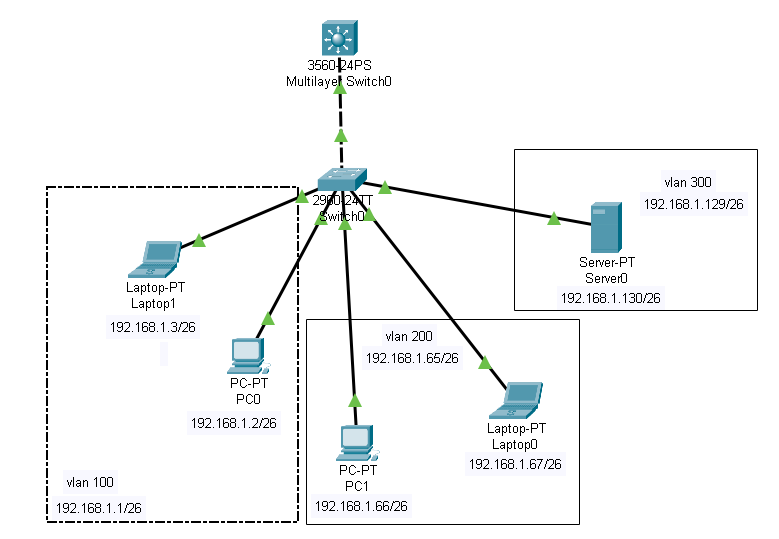 3560-24PS
Multilayer Switch0
2960-24TT
Switch0
vlan 300
192.168.1.129/26
Server-PT
Server0
192.168.1.130/26
Laptop-PT
Laptop1
192.168.1.3/26
PC-PT
PC0
192.168.1.2/26
vlan 200
192.168.1.65/26
Laptop-PT
Laptop0
192.168.1.67/26
PC-PT
PC1
192.168.1.66/26
vlan 100
192.168.1.1/26